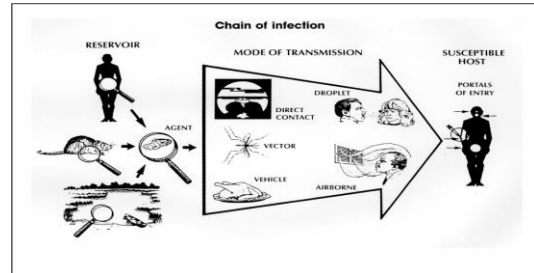 Chain of infection
RESERVOIR
MODE OF TRANSMISSION
SUSCEPTIBLE
HOST
PORTALS
OF ENTRY
AGENT
DIRECT
CONTACT
DROPLET
VECTOR
VEHICLE
AIRBORNE